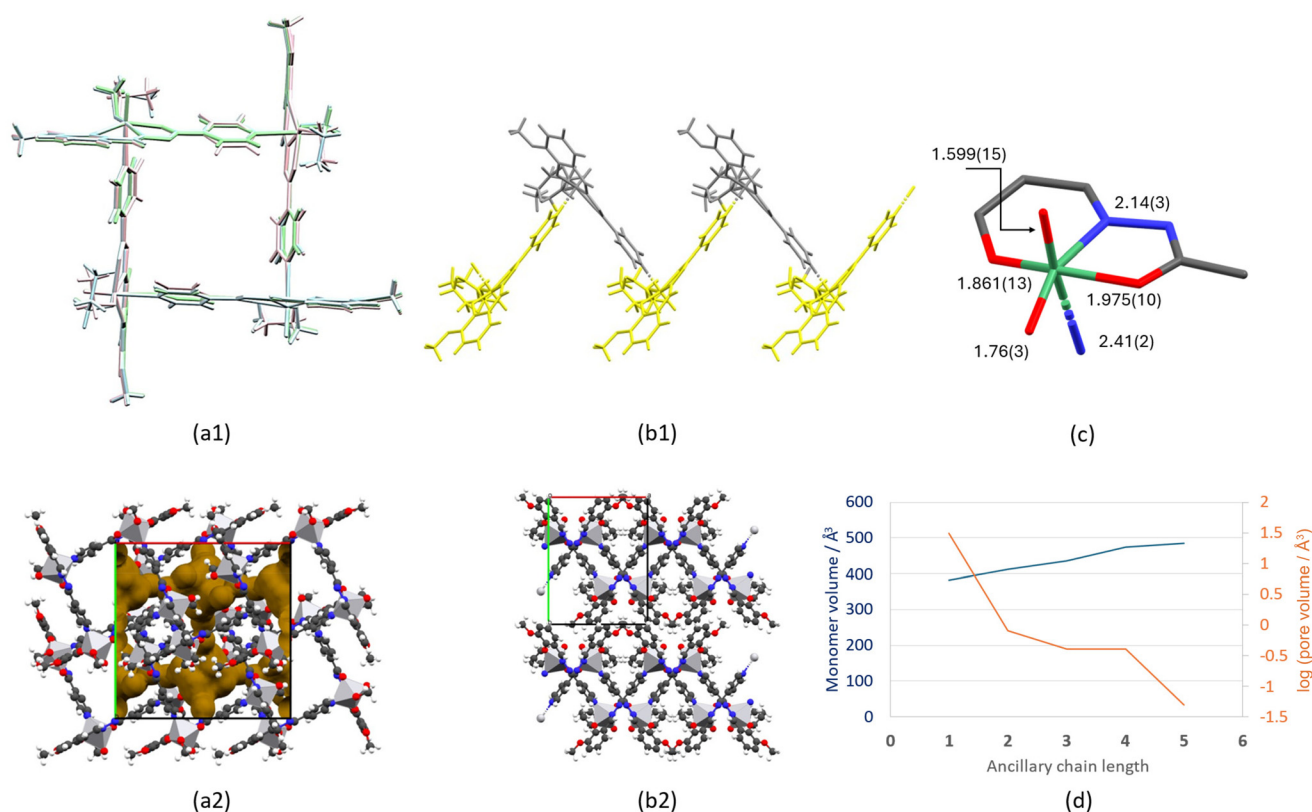 1.599(15)
2.14(3)
1.861(13)
1.975(10)
1.76(3)
2.41(2)
(a1)
(b1)
(c)
Monomer volume / Å³
600
500
400
300
200
100
0
2
1.5
1
0.5
0
-0.5
-1
-1.5
log (pore volume / Å³)
0 1 2 3 4 5 6
Ancillary chain length
(a2)
(b2)
(d)